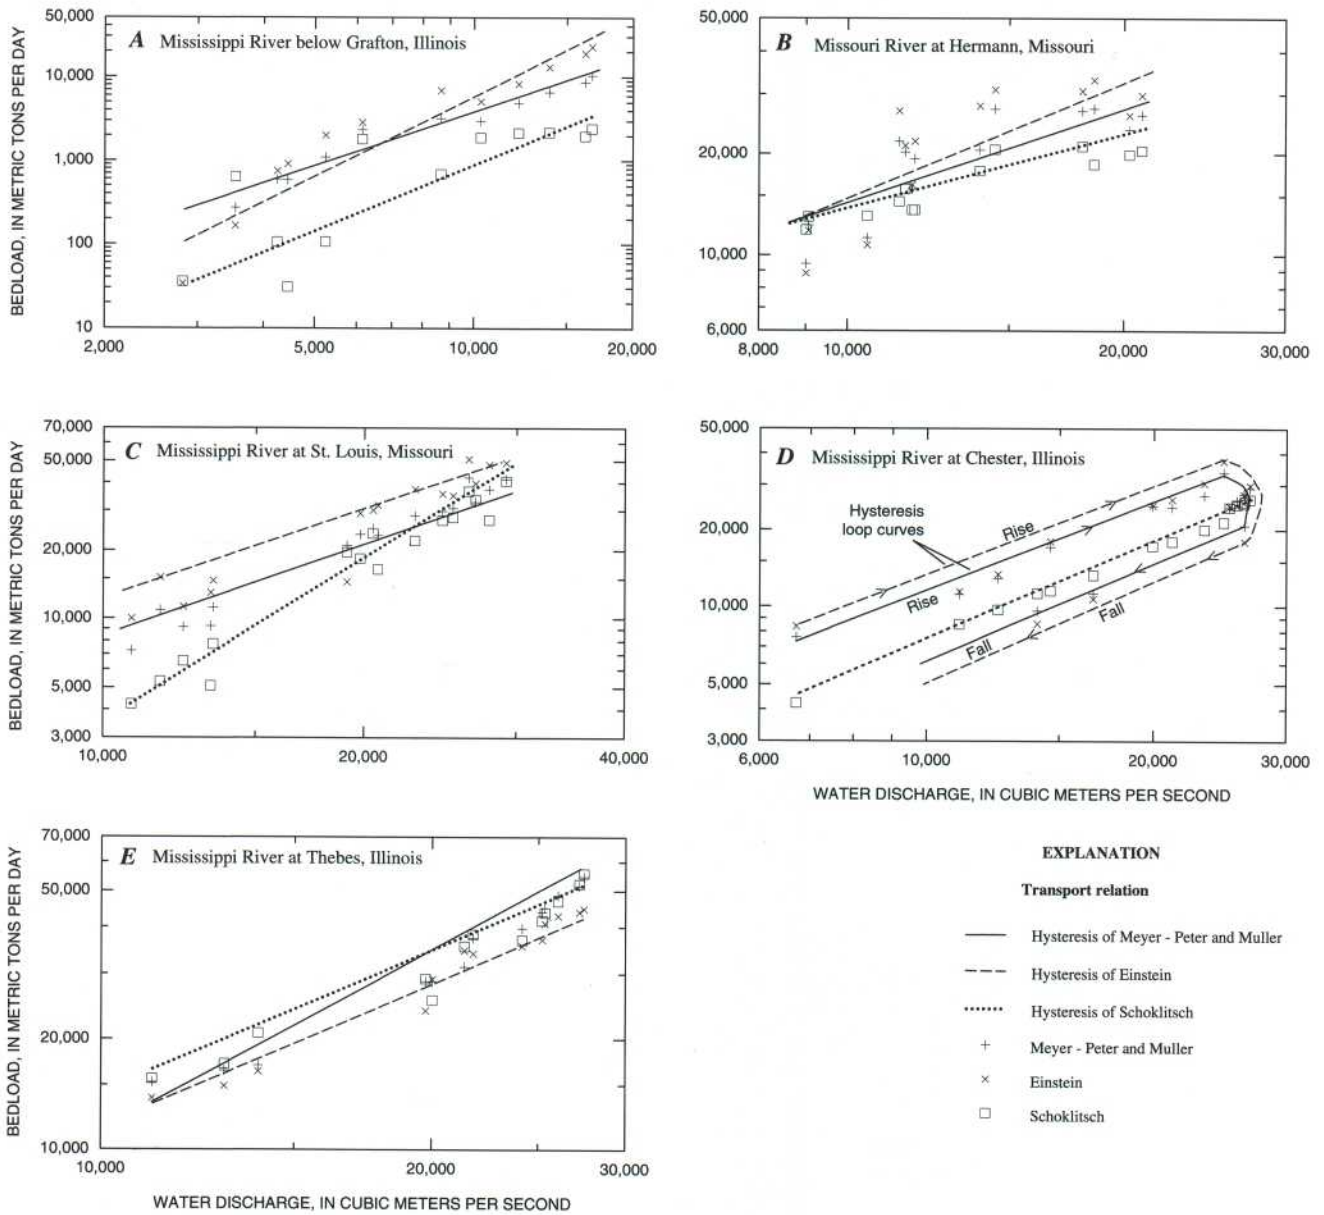 BEDLOAD, IN METRIC TONS PER DAY
A Mississippi River below Grafton, Illinois
50,000
10,000
1,000
100
10
2,000 5,000 10,000 20,000
B Missouri River at Hermann, Missouri
50,000
20,000
10,000
6,000
8,000 10,000 20,000 30,000
BEDLOAD, IN METRIC TONS PER DAY
C Mississippi River at St. Louis, Missouri
70,000
50,000
20,000
10,000
5,000
3,000
10,000 20,000 40,000
D Mississippi River at Chester, Illinois
50,000
20,000
10,000
5,000
3,000
Hysteresis
loop curves
Rise
Rise
Fall
Fall
6,000 10,000 20,000 30,000
WATER DISCHARGE, IN CUBIC METERS PER SECOND
BEDLOAD, IN METRIC TONS PER DAY
E Mississippi River at Thebes, Illinois
70,000
50,000
20,000
10,000
10,000 20,000 30,000
WATER DISCHARGE, IN CUBIC METERS PER SECOND
EXPLANATION
Transport relation
Hysteresis of Meyer - Peter and Muller
Hysteresis of Einstein
Hysteresis of Schoklitsch
Meyer - Peter and Muller
Einstein
Schoklitsch